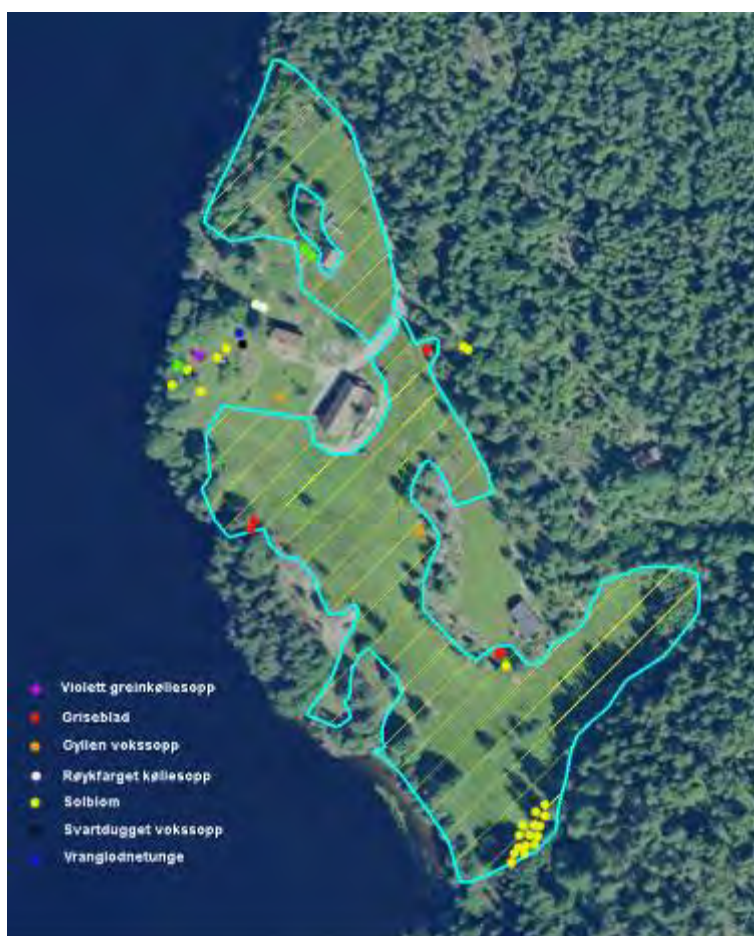 Violett greinkøllesopp
Griseblad
Gyllen vokssopp
Røykfarget køllesopp
Solblom
Svartdugget vokssopp
Vranglodnetunge